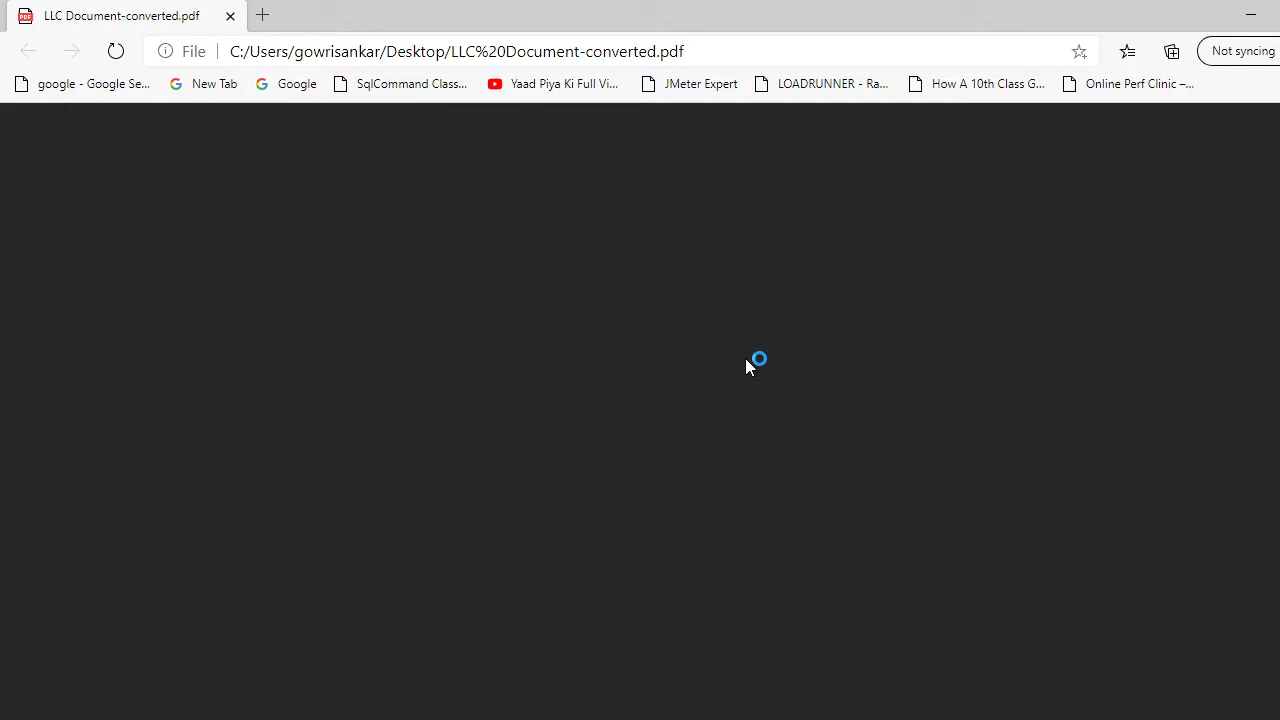 LLC Document-converted.pdf
File C:/Users/gowrisankar/Desktop/LLC%20Document-converted.pdf Not syncing
google - Google Se... New Tab Google SqlCommand Class... Yaad Piya Ki Full Vi... JMeter Expert LOADRUNNER - Ra... How A 10th Class G... Online Perf Clinic –...